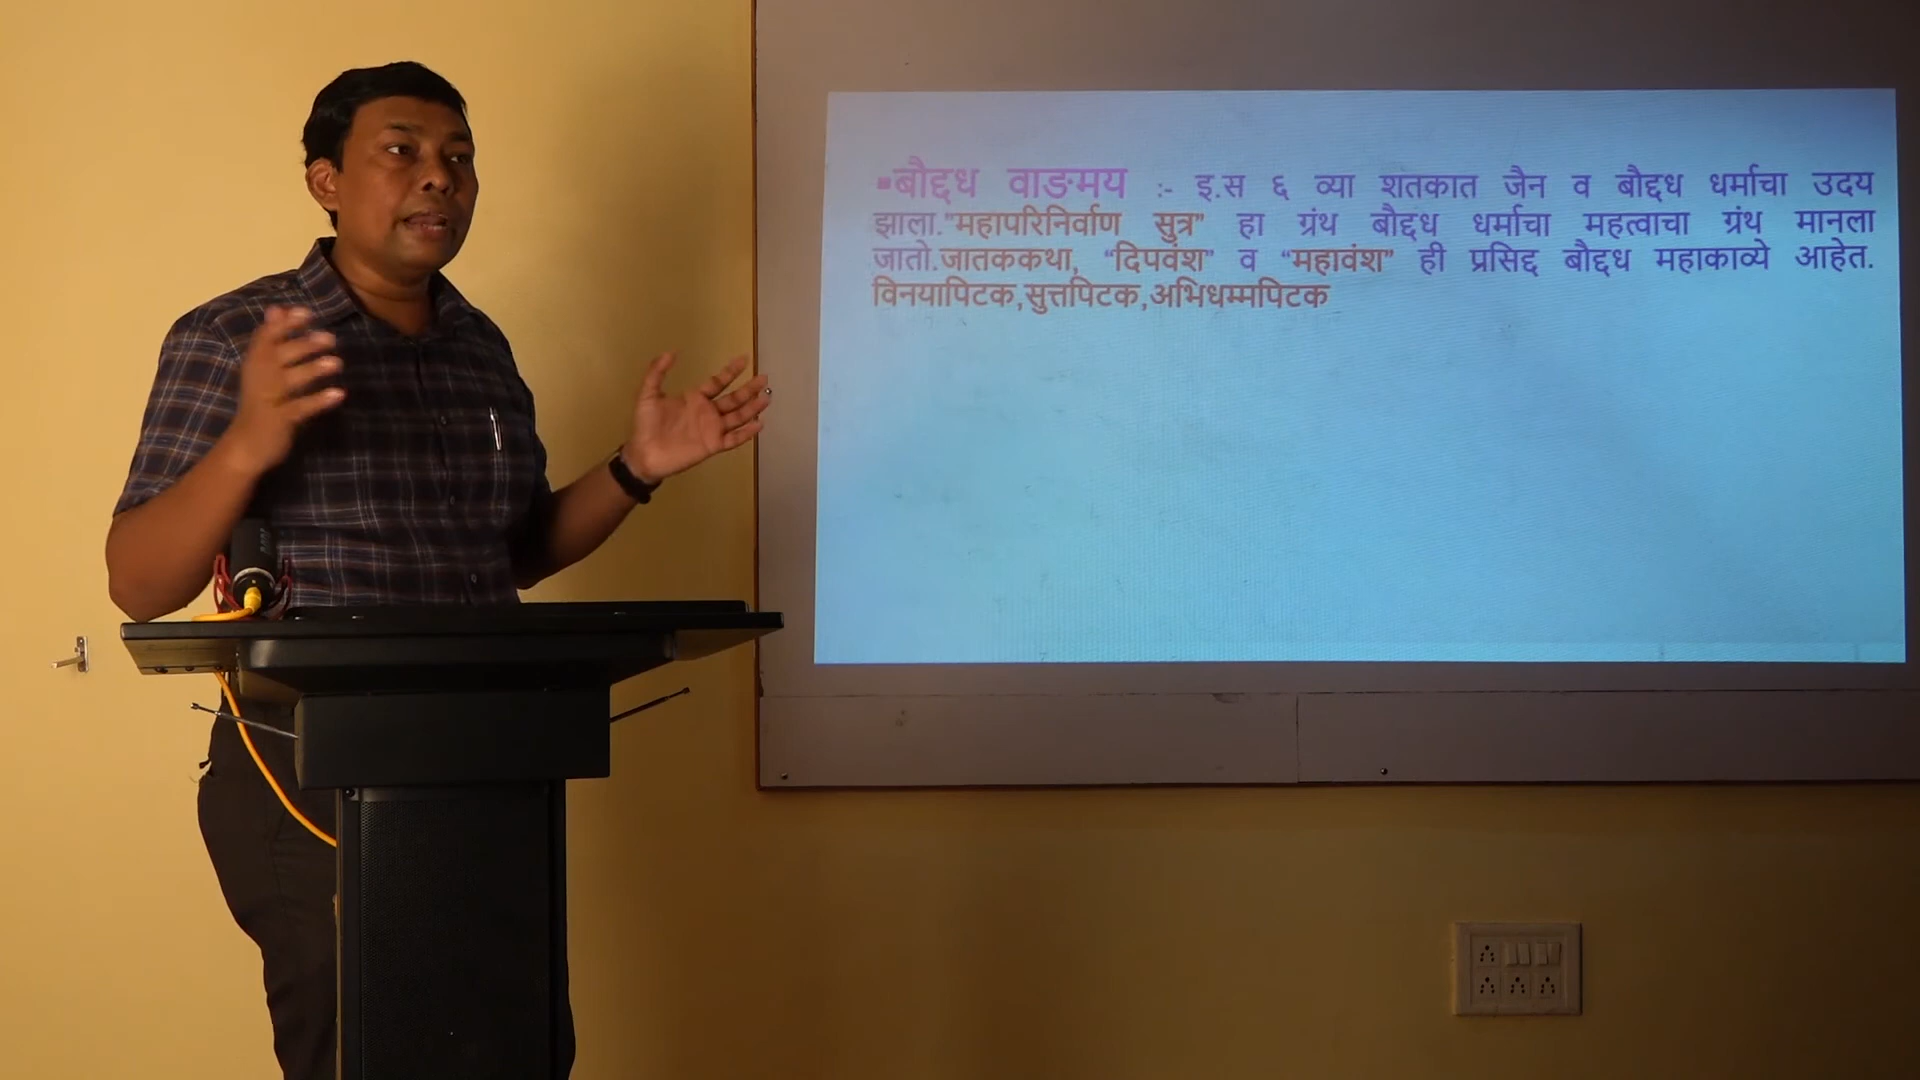 ▪बौद्ध वाङमय :- इ.स ६ व्या शतकात जैन व बौद्ध धर्माचा उदय
झाला."महापरिनिर्वाण सुत्र" हा ग्रंथ बौद्ध धर्माचा महत्वाचा ग्रंथ मानला
जातो.जातककथा, "दिपवंश" व "महावंश" ही प्रसिद्द बौद्ध महाकाव्ये आहेत.
विनयापिटक,सुत्तपिटक,अभिधम्मपिटक